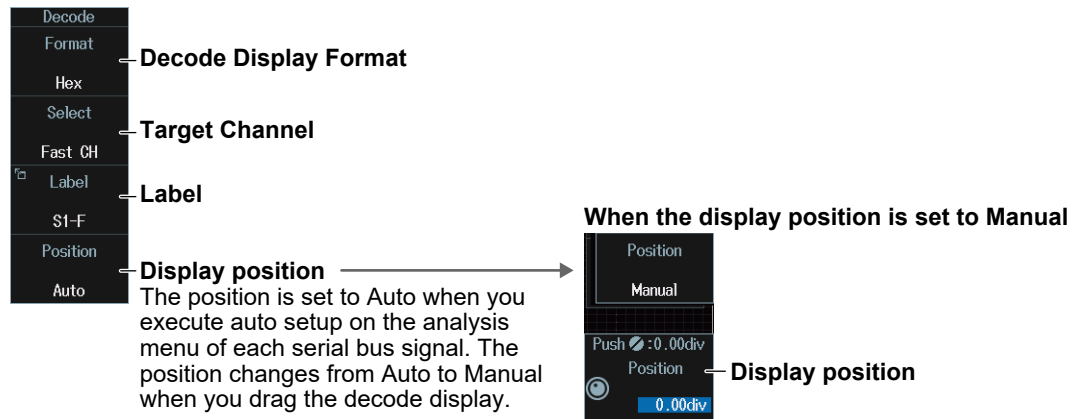 Decode
Format
Hex
Decode Display Format
Select
Fast CH
Target Channel
Label
S1-F
Label
Position
Auto
Display position
The position is set to Auto when you
execute auto setup on the analysis
menu of each serial bus signal. The
position changes from Auto to Manual
when you drag the decode display.
When the display position is set to Manual
Position
Manual
Push :0.00div
Position
0.00div
Display position